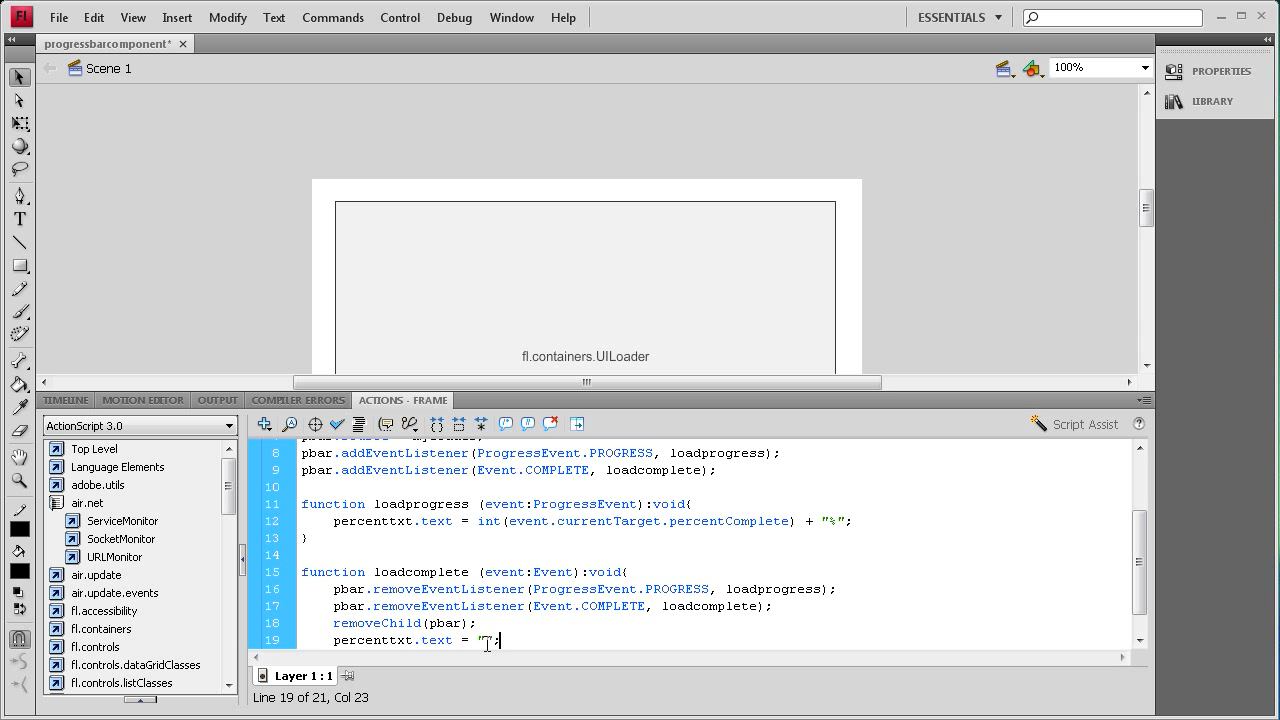 Fl File Edit View Insert Modify Text Commands Control Debug Window Help ESSENTIALS
progressbarcomponent*
Scene 1 100%
PROPERTIES
LIBRARY
fl.containers.UILoader
TIMELINE MOTION EDITOR OUTPUT COMPILER ERRORS ACTIONS - FRAME
ActionScript 3.0
Script Assist
Top Level
Language Elements
adobe.utils
air.net
ServiceMonitor
SocketMonitor
URLMonitor
air.update
air.update.events
fl.accessibility
fl.containers
fl.controls
fl.controls.dataGridClasses
fl.controls.listClasses
8 pbar.addEventListener(ProgressEvent.PROGRESS, loadprogress);
9 pbar.addEventListener(Event.COMPLETE, loadcomplete);
10
11 function loadprogress (event:ProgressEvent):void{
12 percenttxt.text = int(event.currentTarget.percentComplete) + "%";
13 }
14
15 function loadcomplete (event:Event):void{
16 pbar.removeEventListener(ProgressEvent.PROGRESS, loadprogress);
17 pbar.removeEventListener(Event.COMPLETE, loadcomplete);
18 removeChild(pbar);
19 percenttxt.text = "";
Layer 1 : 1
Line 19 of 21, Col 23